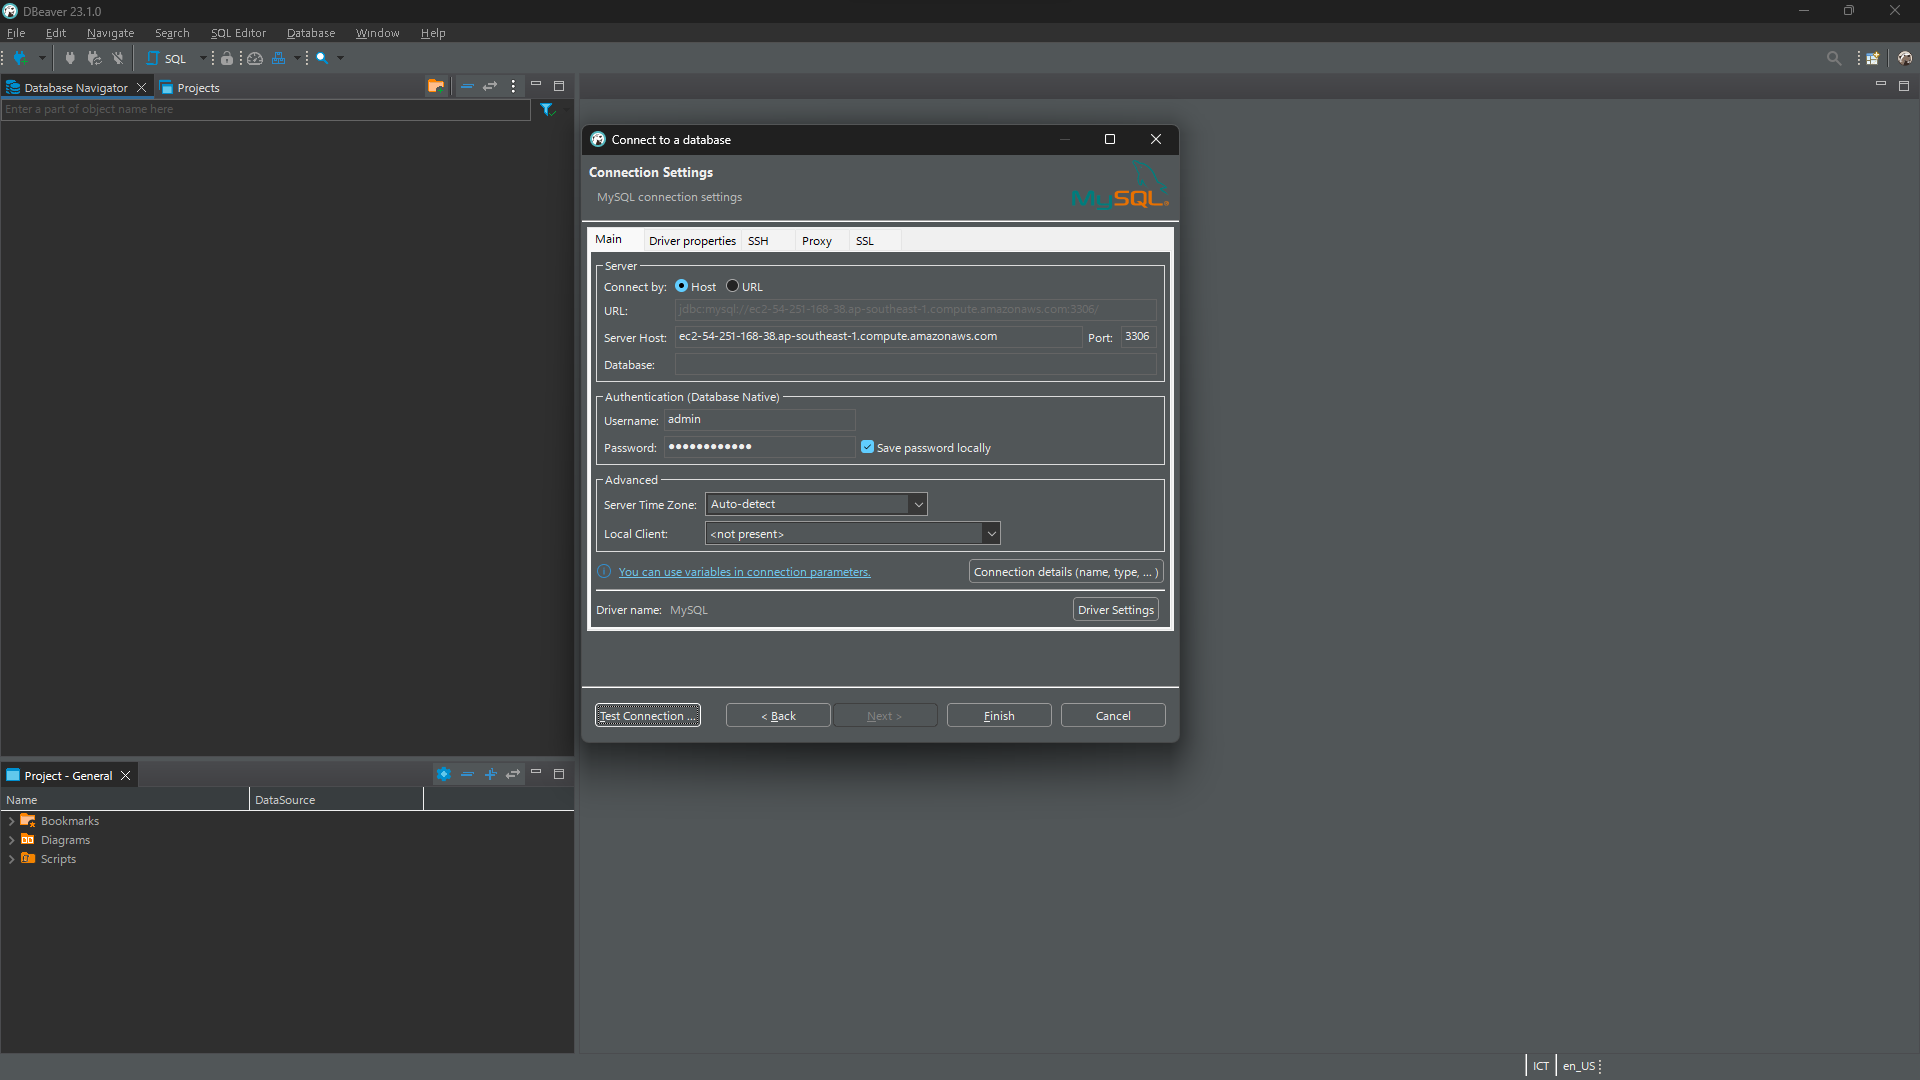 DBeaver 23.1.0
File Edit Navigate Search SQL Editor Database Window Help
SQL
Database Navigator Projects
Enter a part of object name here
Connect to a database
Connection Settings
MySQL connection settings
MySQL®
Main Driver properties SSH Proxy SSL
Server
Connect by: Host URL
URL: jdbc:mysql://ec2-54-251-168-38.ap-southeast-1.compute.amazonaws.com:3306/
Server Host: ec2-54-251-168-38.ap-southeast-1.compute.amazonaws.com Port: 3306
Database:
Authentication (Database Native)
Username: admin
Password: ••••••••••••  Save password locally
Advanced
Server Time Zone: Auto-detect
Local Client: <not present>
You can use variables in connection parameters. Connection details (name, type, ... )
Driver name: MySQL Driver Settings
Test Connection ... < Back Next > Finish Cancel
Project - General
Name DataSource
Bookmarks
Diagrams
Scripts
ICT en_US